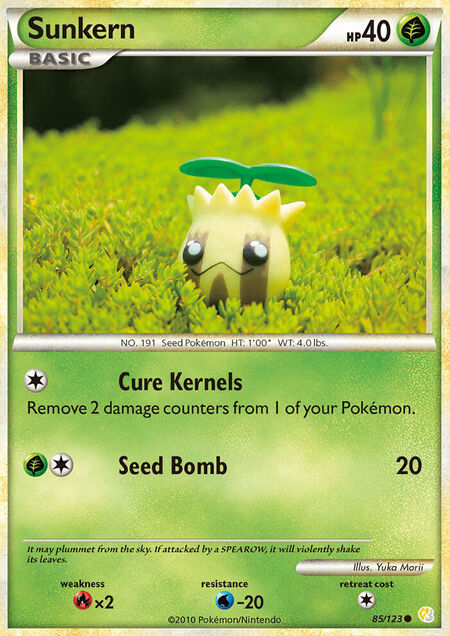 Sunkern
HP40
BASIC
NO. 191 Seed Pokémon HT: 1'00" WT: 4.0 lbs.
Cure Kernels
Remove 2 damage counters from 1 of your Pokémon.
Seed Bomb 20
It may plummet from the sky. If attacked by a SPEAROW, it will violently shake
its leaves.
Illus. Yuka Morii
weakness resistance retreat cost
×2 -20
85/123
©2010 Pokémon/Nintendo